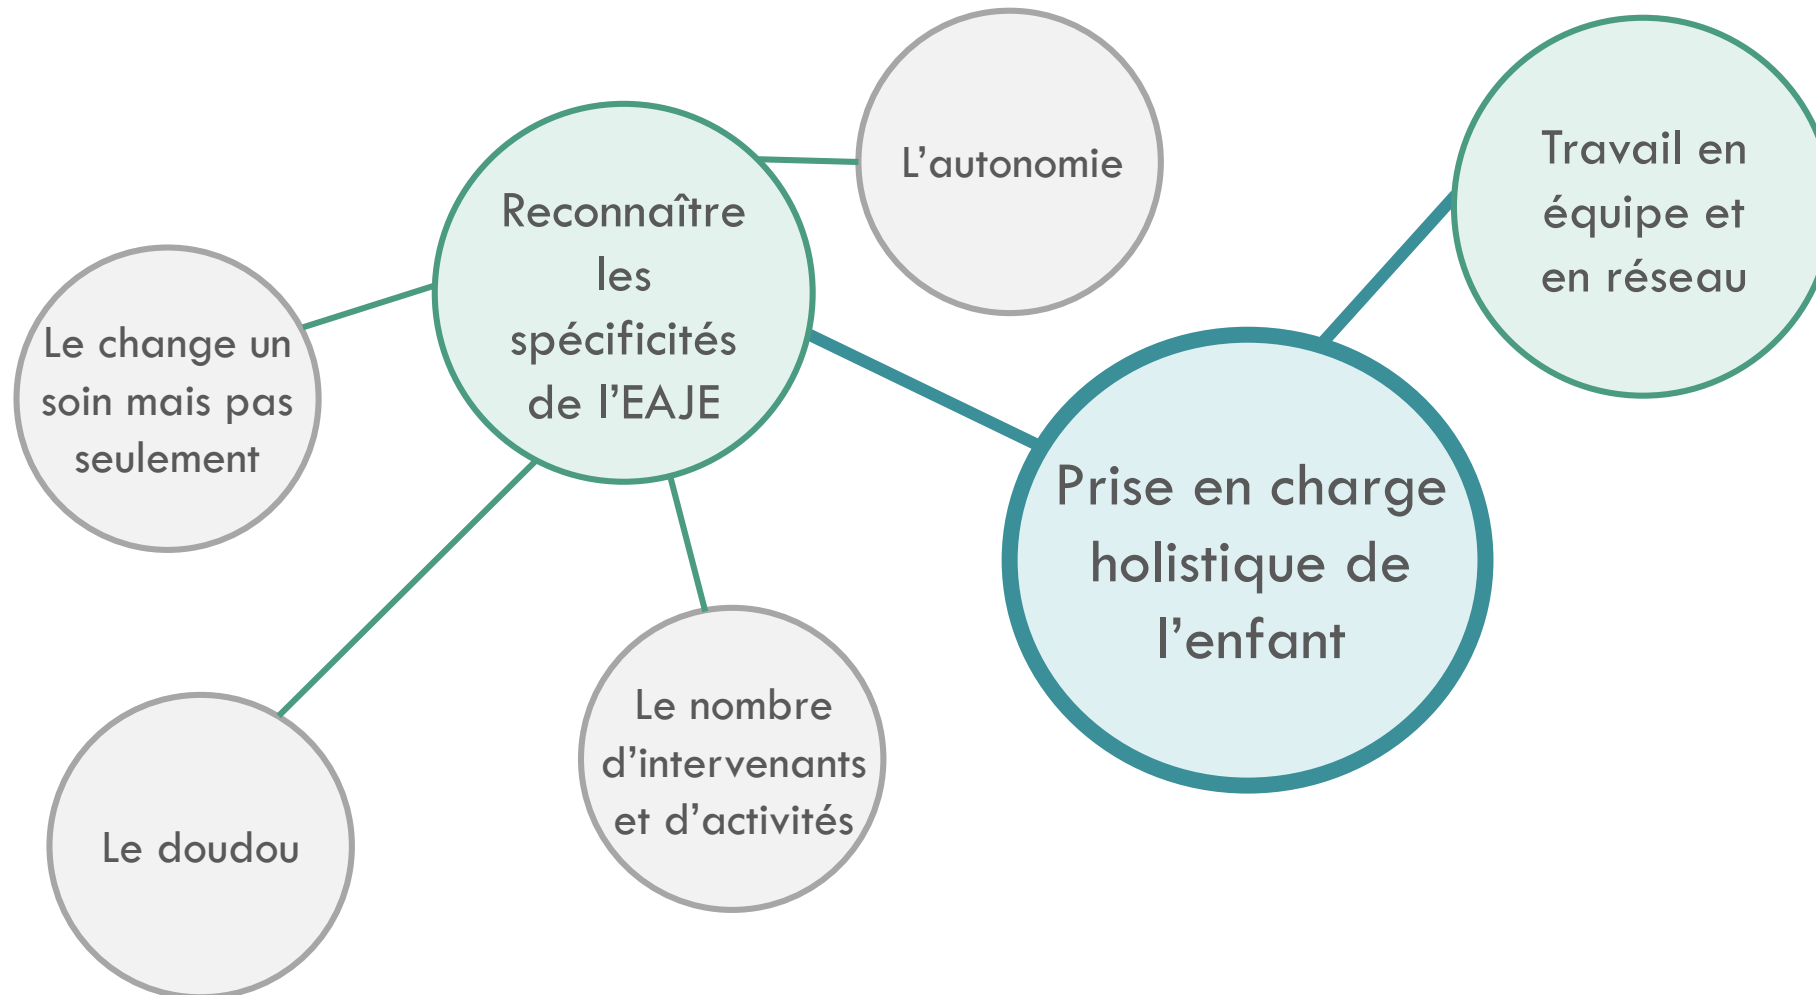 L'autonomie
Travail en
équipe et
en réseau
Reconnaître
les
spécificités
de l'EAJE
Le change un
soin mais pas
seulement
Prise en charge
holistique de
l'enfant
Le nombre
d'intervenants
et d'activités
Le doudou